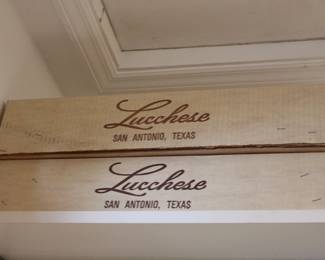 Lucchese
SAN ANTONIO, TEXAS
Lucchese
SAN ANTONIO, TEXAS